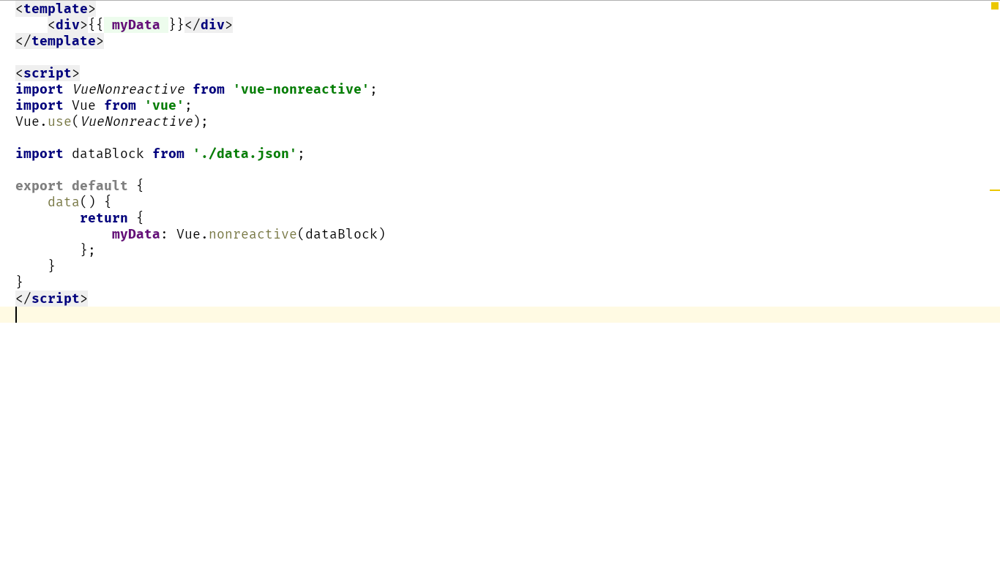 <template>
    <div>{{ myData }}</div>
</template>

<script>
import VueNonreactive from 'vue-nonreactive';
import Vue from 'vue';
Vue.use(VueNonreactive);

import dataBlock from './data.json';

export default {
    data() {
        return {
            myData: Vue.nonreactive(dataBlock)
        };
    }
}
</script>